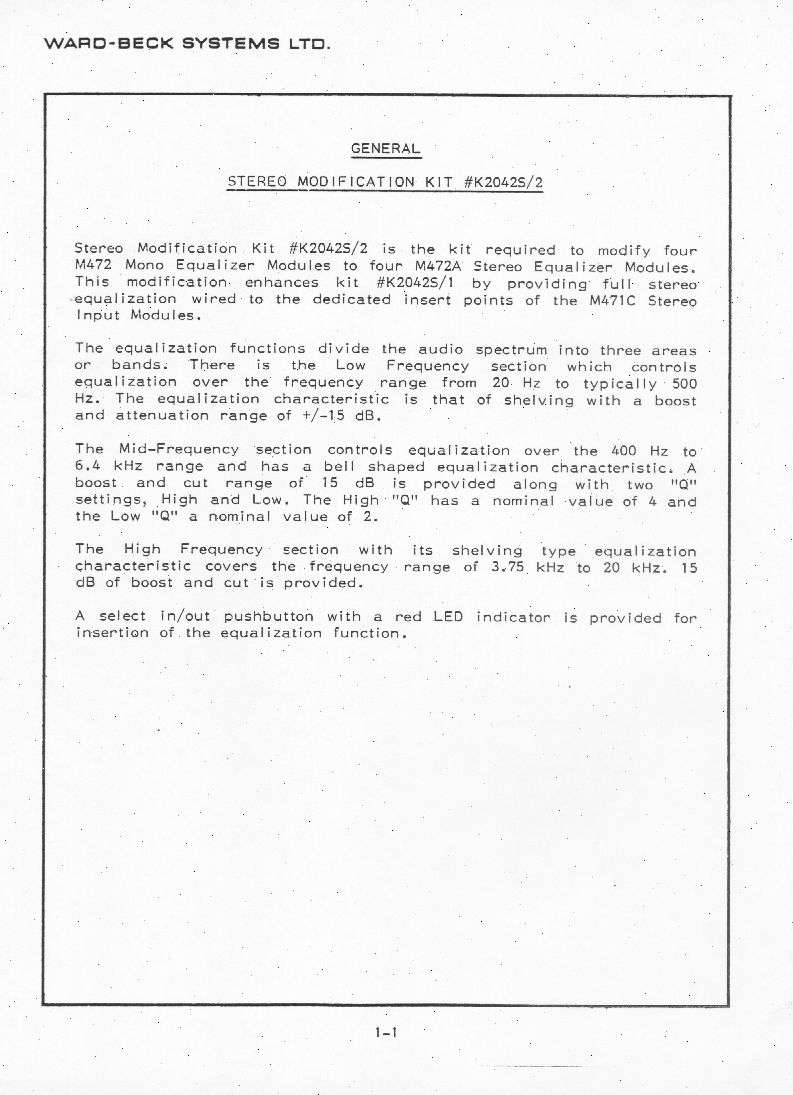 WARD-BECK SYSTEMS LTD.
GENERAL
STEREO MODIFICATION KIT #K2042S/2
Stereo Modification Kit #K2042S/2 is the kit required to modify four
M472 Mono Equalizer Modules to four M472A Stereo Equalizer Modules.
This modification enhances kit #K2042S/1 by providing full stereo
equalization wired to the dedicated insert points of the M471C Stereo
Input Modules.
The equalization functions divide the audio spectrum into three areas
or bands. There is the Low Frequency section which controls
equalization over the frequency range from 20 Hz to typically 500
Hz. The equalization characteristic is that of shelving with a boost
and attenuation range of +/-15 dB.
The Mid-Frequency section controls equalization over the 400 Hz to
6.4 kHz range and has a bell shaped equalization characteristic. A
boost and cut range of 15 dB is provided along with two "Q"
settings, High and Low. The High "Q" has a nominal value of 4 and
the Low "Q" a nominal value of 2.
The High Frequency section with its shelving type equalization
characteristic covers the frequency range of 3.75 kHz to 20 kHz. 15
dB of boost and cut is provided.
A select in/out pushbutton with a red LED indicator is provided for
insertion of the equalization function.
1-1